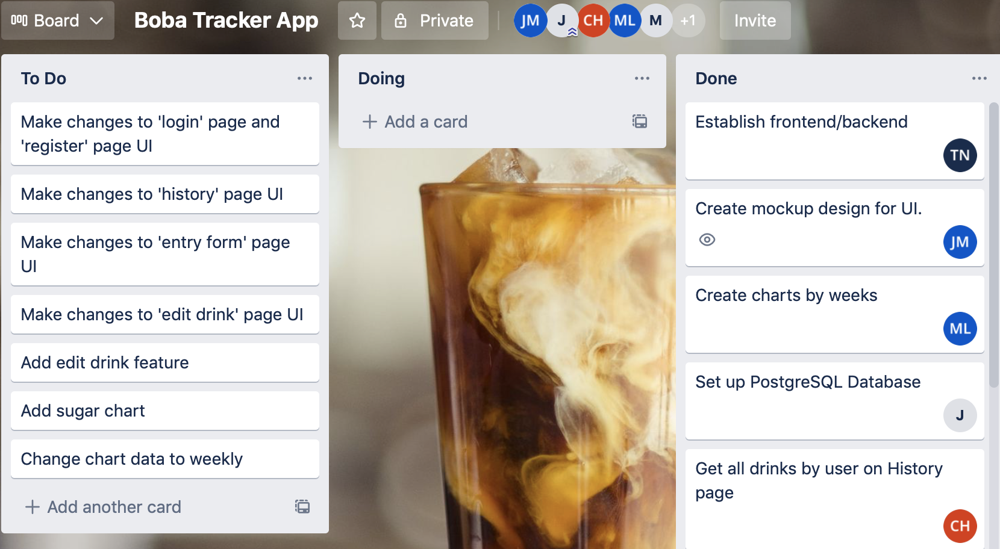 Board
Boba Tracker App
Private
JM
J
CH
ML
M
+1
Invite
To Do
Make changes to 'login' page and
'register' page UI
Make changes to 'history' page UI
Make changes to 'entry form' page
UI
Make changes to 'edit drink' page UI
Add edit drink feature
Add sugar chart
Change chart data to weekly
+ Add another card
Doing
+ Add a card
Done
Establish frontend/backend
TN
Create mockup design for UI.
JM
Create charts by weeks
ML
Set up PostgreSQL Database
J
Get all drinks by user on History
page
CH